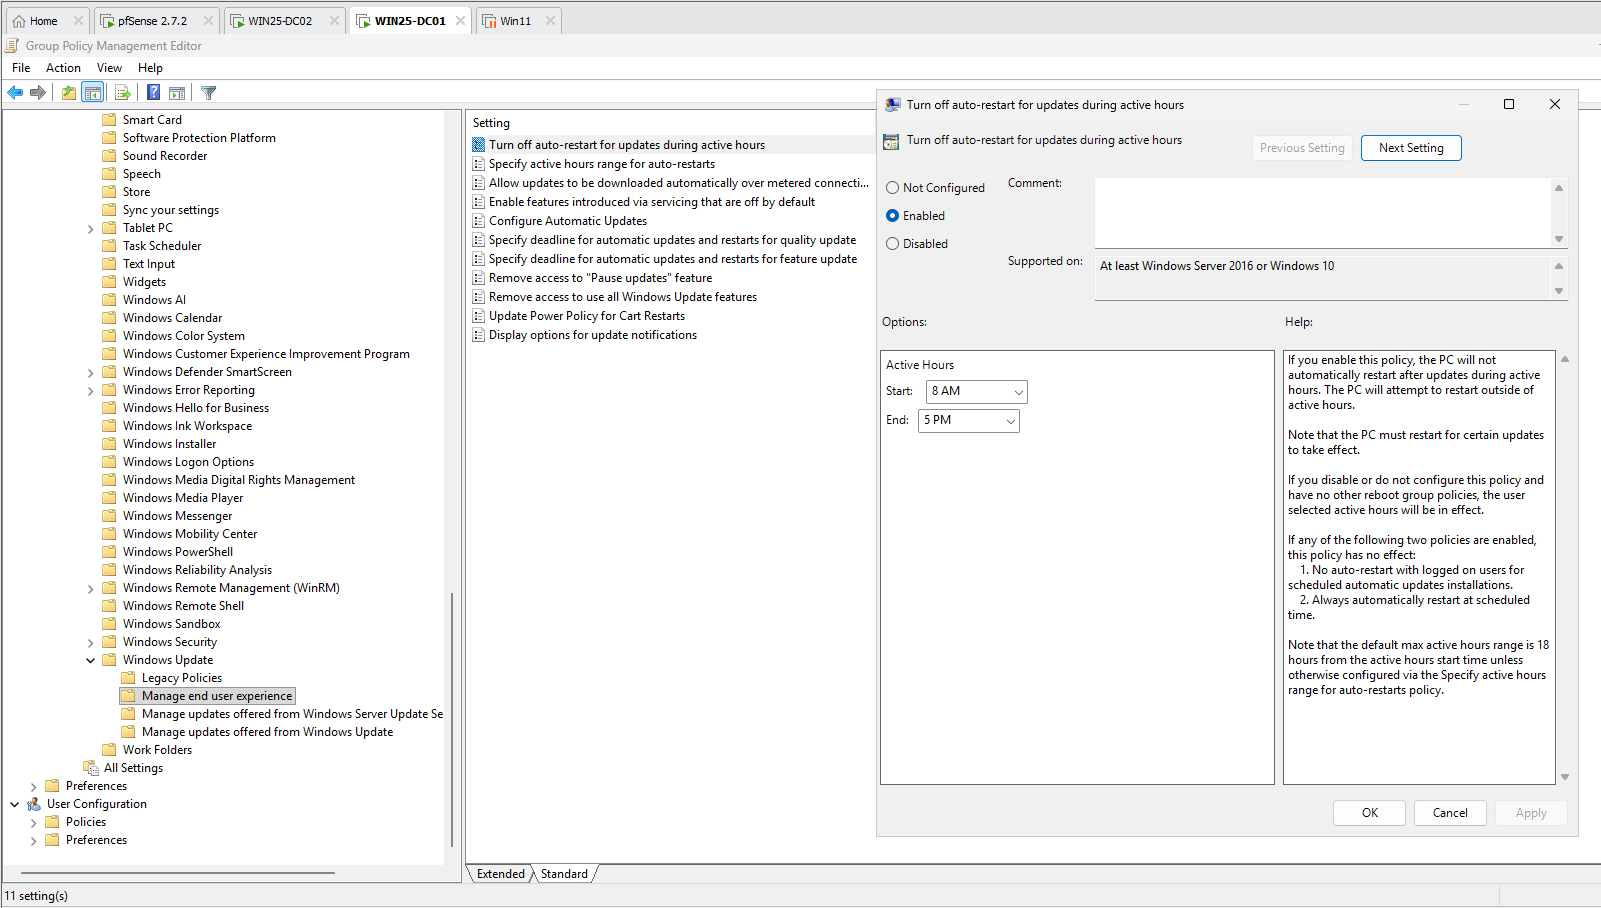 Home
pfSense 2.7.2
WIN25-DC02
WIN25-DC01
Win11
Group Policy Management Editor
File Action View Help
Smart Card
Software Protection Platform
Sound Recorder
Speech
Store
Sync your settings
Tablet PC
Task Scheduler
Text Input
Widgets
Windows AI
Windows Calendar
Windows Color System
Windows Customer Experience Improvement Program
Windows Defender SmartScreen
Windows Error Reporting
Windows Hello for Business
Windows Ink Workspace
Windows Installer
Windows Logon Options
Windows Media Digital Rights Management
Windows Media Player
Windows Messenger
Windows Mobility Center
Windows PowerShell
Windows Reliability Analysis
Windows Remote Management (WinRM)
Windows Remote Shell
Windows Sandbox
Windows Security
Windows Update
Legacy Policies
Manage end user experience
Manage updates offered from Windows Server Update Se
Manage updates offered from Windows Update
Work Folders
All Settings
Preferences
User Configuration
Policies
Preferences
Setting
Turn off auto-restart for updates during active hours
Specify active hours range for auto-restarts
Allow updates to be downloaded automatically over metered connecti...
Enable features introduced via servicing that are off by default
Configure Automatic Updates
Specify deadline for automatic updates and restarts for quality update
Specify deadline for automatic updates and restarts for feature update
Remove access to "Pause updates" feature
Remove access to use all Windows Update features
Update Power Policy for Cart Restarts
Display options for update notifications
Extended
Standard
11 setting(s)
Turn off auto-restart for updates during active hours
Turn off auto-restart for updates during active hours
Previous Setting
Next Setting
Not Configured
Enabled
Disabled
Comment:
Supported on:
At least Windows Server 2016 or Windows 10
Options:
Help:
Active Hours
Start: 8 AM
End: 5 PM
If you enable this policy, the PC will not
automatically restart after updates during active
hours. The PC will attempt to restart outside of
active hours.
Note that the PC must restart for certain updates
to take effect.
If you disable or do not configure this policy and
have no other reboot group policies, the user
selected active hours will be in effect.
If any of the following two policies are enabled,
this policy has no effect:
1. No auto-restart with logged on users for
scheduled automatic updates installations.
2. Always automatically restart at scheduled
time.
Note that the default max active hours range is 18
hours from the active hours start time unless
otherwise configured via the Specify active hours
range for auto-restarts policy.
OK
Cancel
Apply